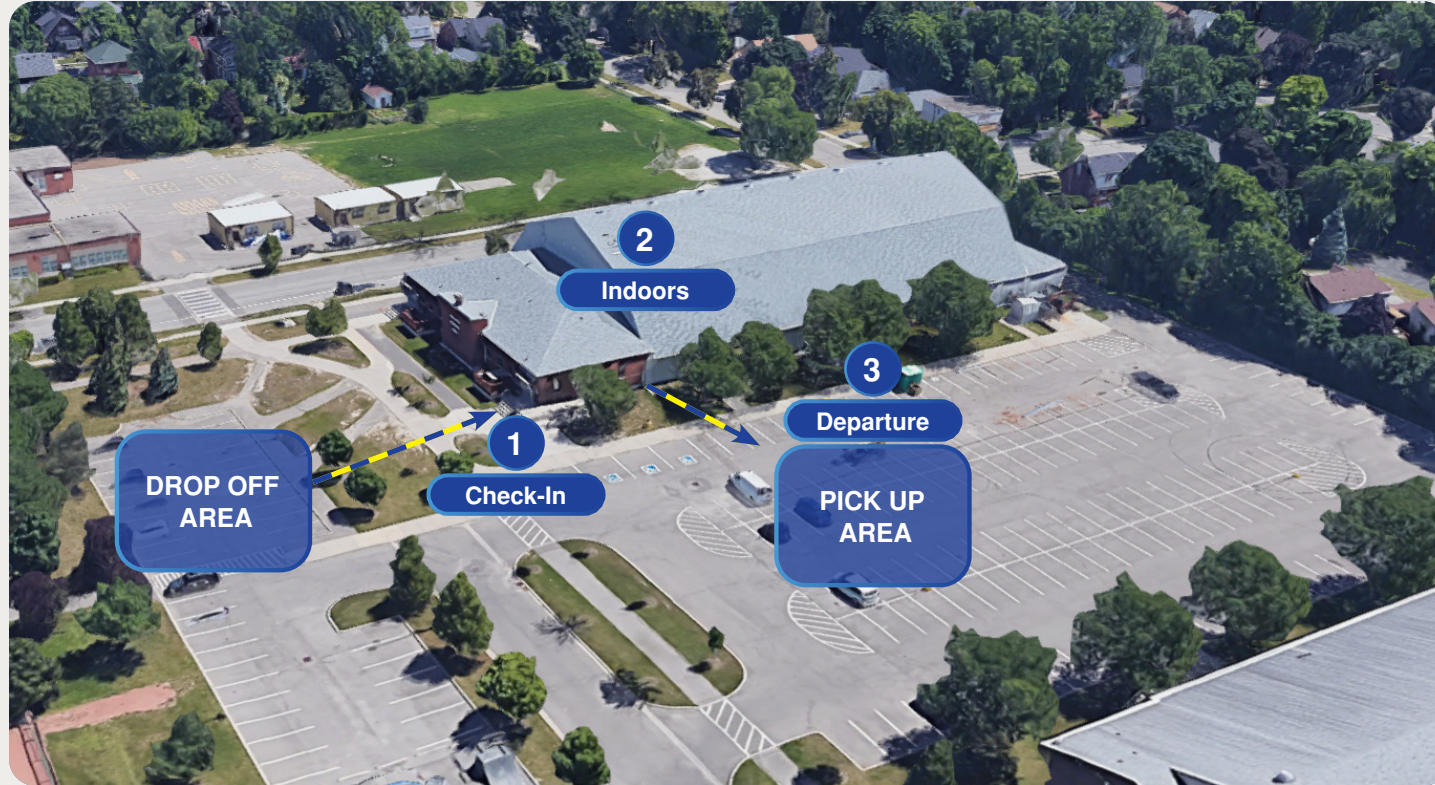 2
Indoors
3
Departure
1
Check-In
DROP OFF
AREA
PICK UP
AREA